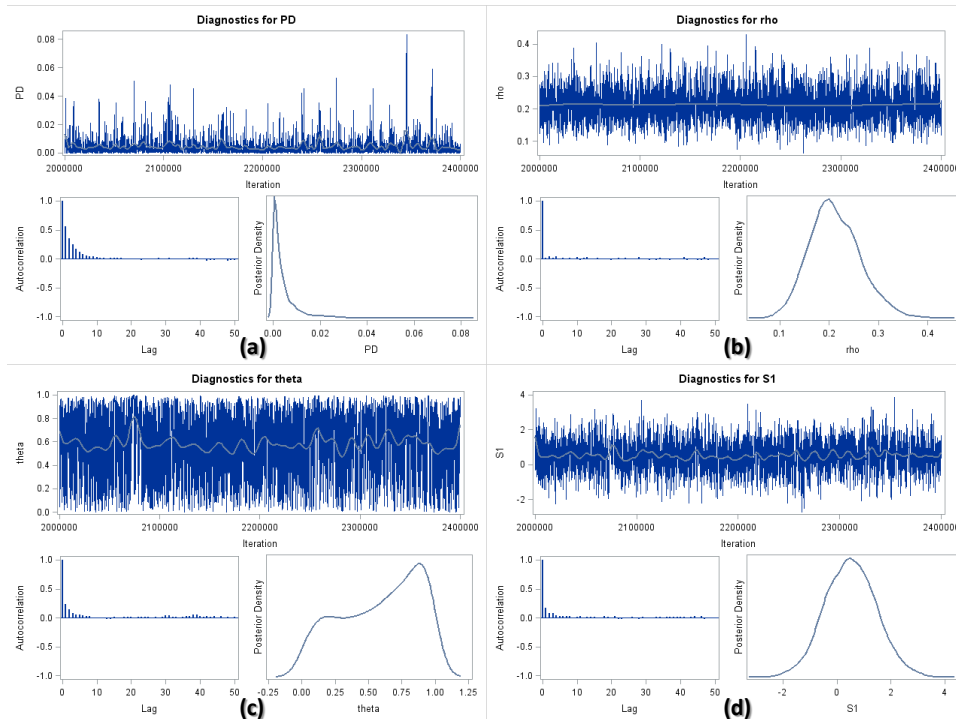 Diagnostics for PD
PD
0.08
0.06
0.04
0.02
0.00
2000000 2100000 2200000 2300000 2400000
Iteration
Autocorrelation
1.0
0.5
0.0
-0.5
-1.0
0 10 20 30 40 50
Lag
Posterior Density
0.00 0.02 0.04 0.06 0.08
PD
(a)
Diagnostics for rho
rho
0.4
0.3
0.2
0.1
2000000 2100000 2200000 2300000 2400000
Iteration
Autocorrelation
1.0
0.5
0.0
-0.5
-1.0
0 10 20 30 40 50
Lag
Posterior Density
0.1 0.2 0.3 0.4
rho
(b)
Diagnostics for theta
theta
1.0
0.8
0.6
0.4
0.2
0.0
2000000 2100000 2200000 2300000 2400000
Iteration
Autocorrelation
1.0
0.5
0.0
-0.5
-1.0
0 10 20 30 40 50
Lag
Posterior Density
-0.25 0.00 0.25 0.50 0.75 1.00 1.25
theta
(c)
Diagnostics for S1
S1
4
2
0
-2
2000000 2100000 2200000 2300000 2400000
Iteration
Autocorrelation
1.0
0.5
0.0
-0.5
-1.0
0 10 20 30 40 50
Lag
Posterior Density
-2 0 2 4
S1
(d)